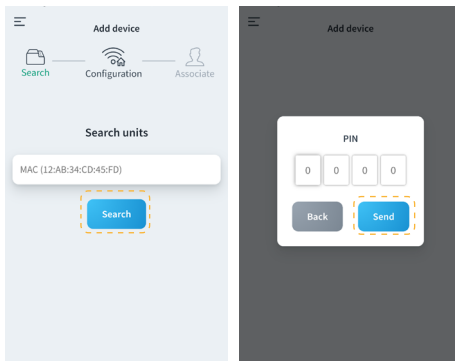 Add device
Search
Configuration
Associate
Search units
MAC (12:AB:34:CD:45:FD)
Search
Add device
PIN
0 0 0 0
Back
Send